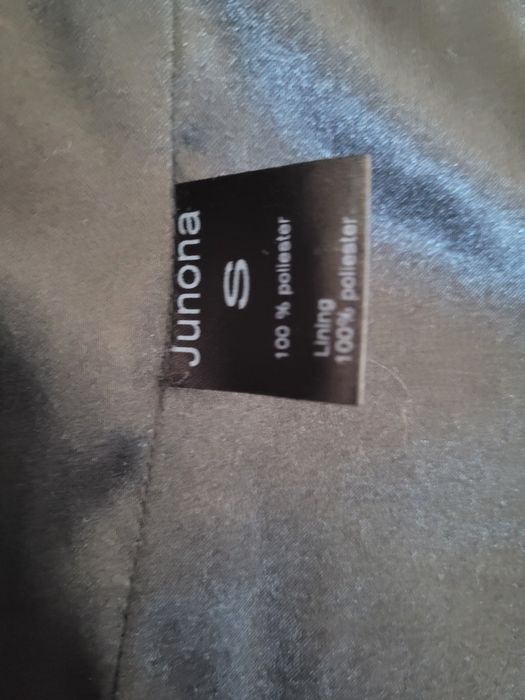 Junona
S
100 % poliester
Lining
100% poliester